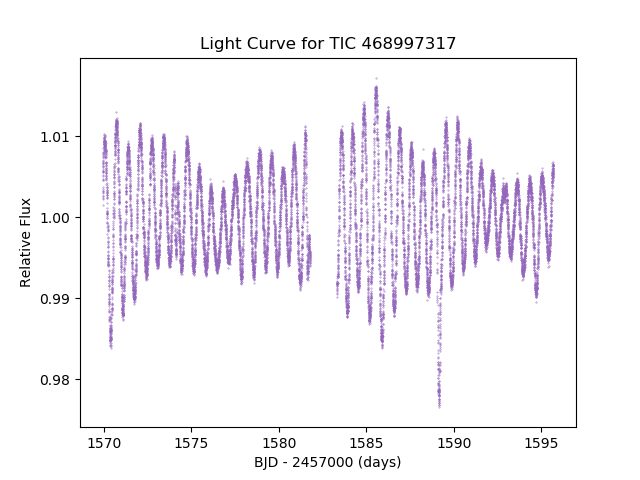 Light Curve for TIC 468997317
Relative Flux
1.01
1.00
0.99
0.98
1570 1575 1580 1585 1590 1595
BJD - 2457000 (days)